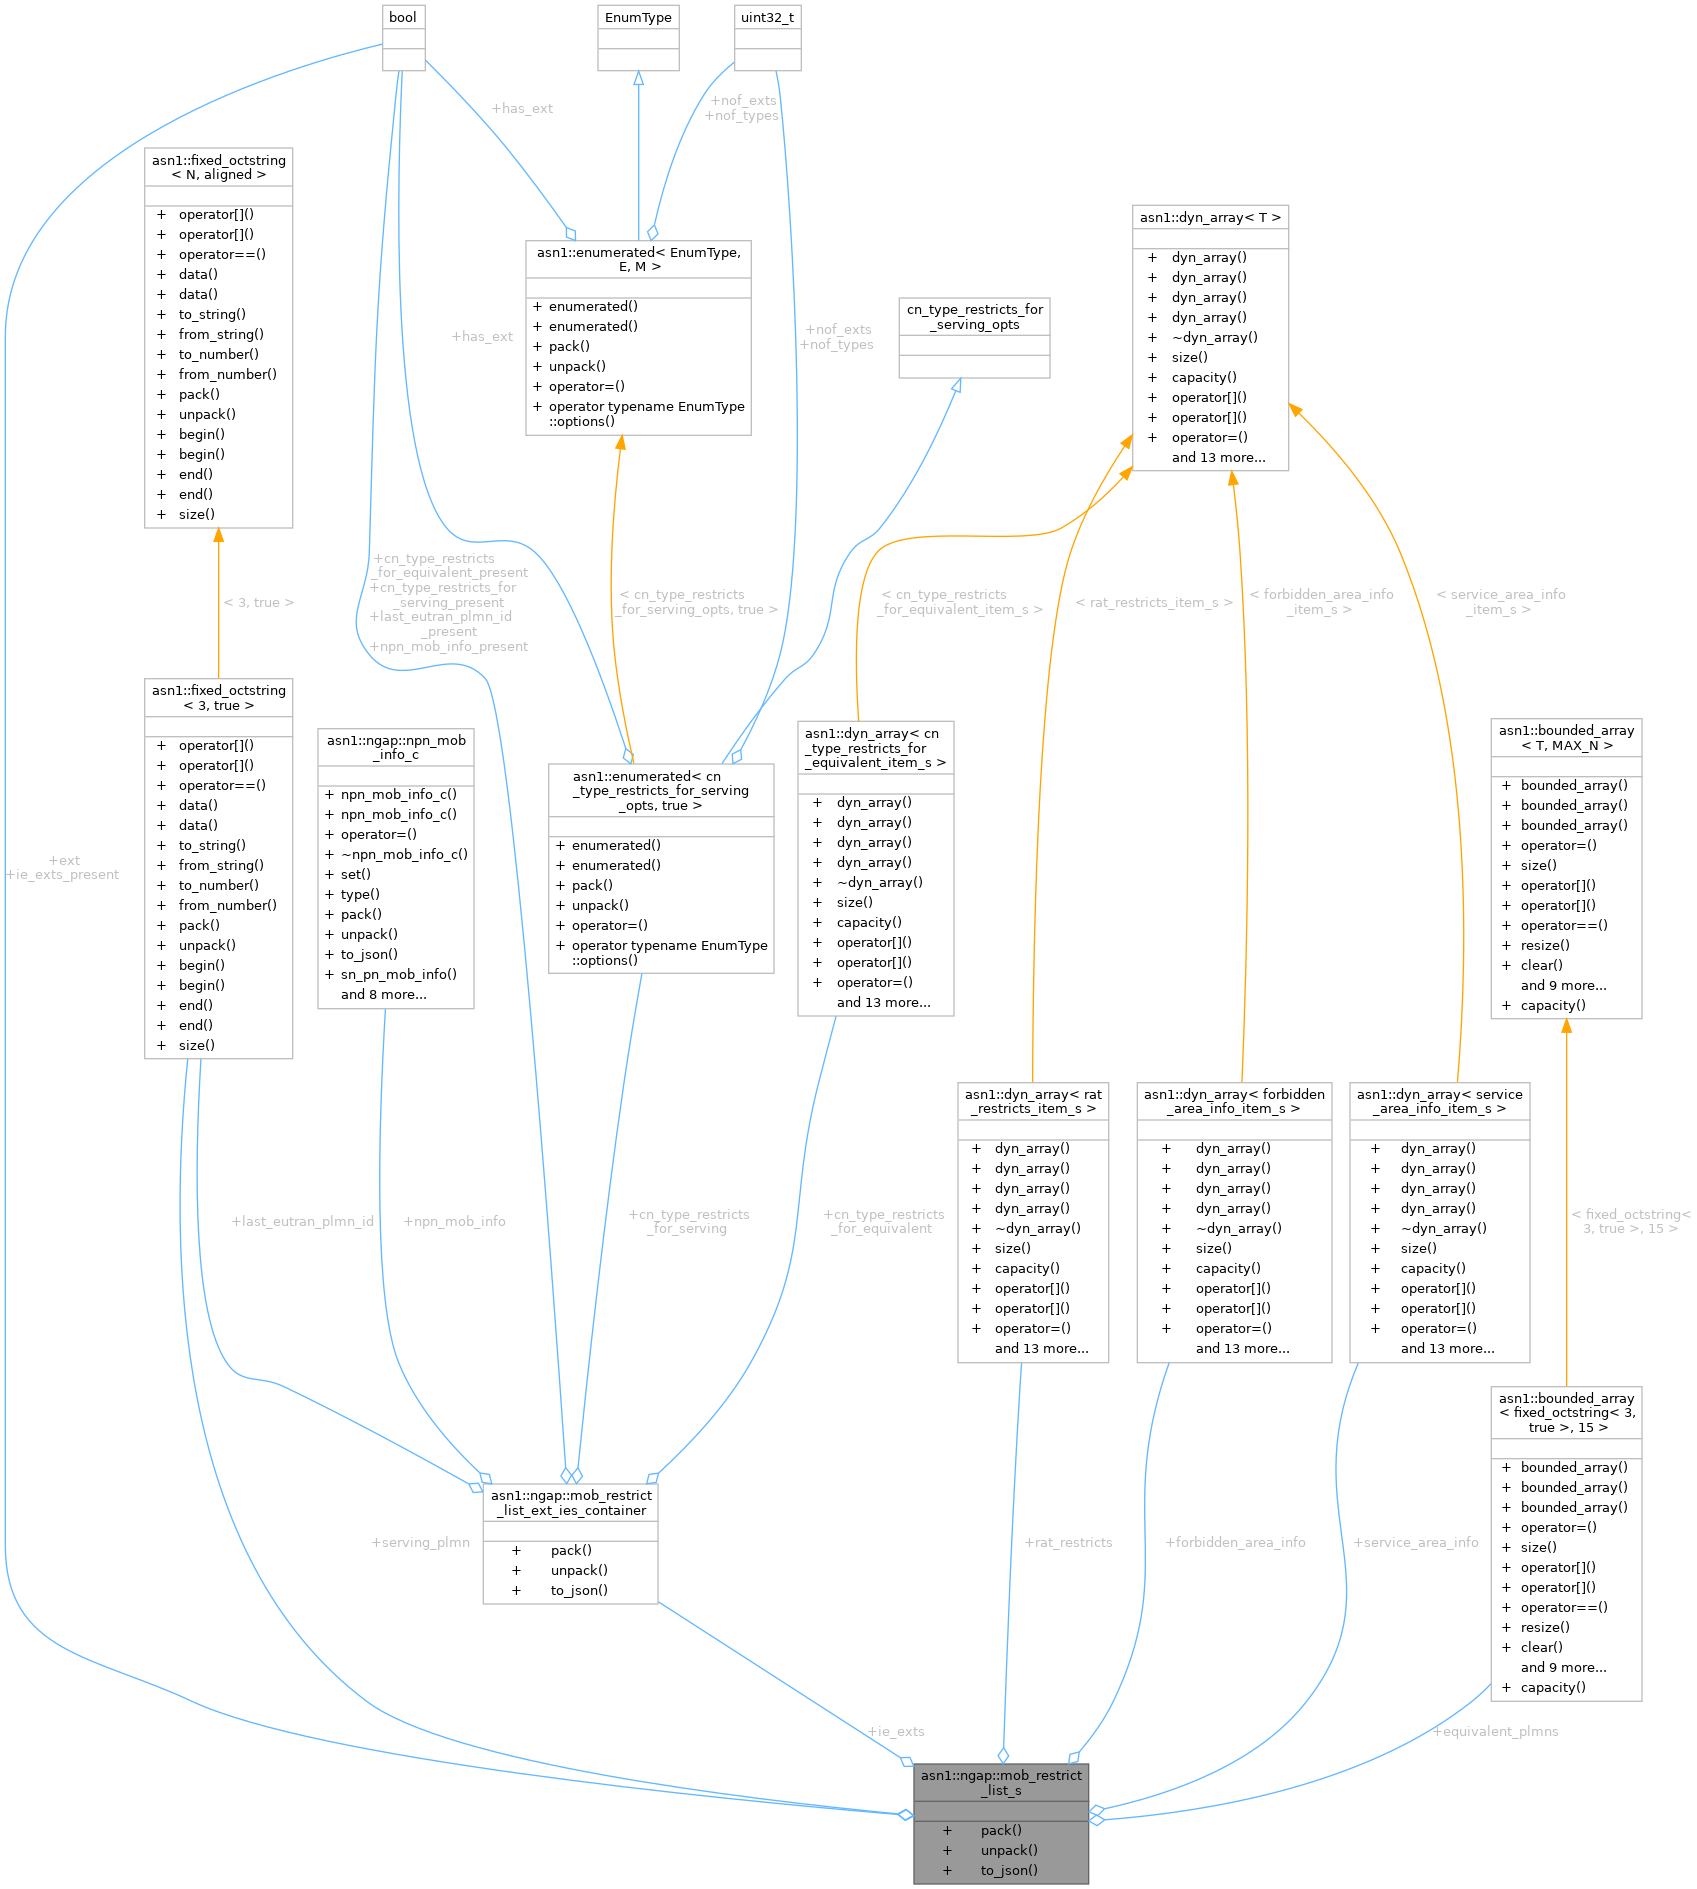 bool
EnumType
uint32_t
+has_ext
+nof_exts
+nof_types
asn1::fixed_octstring
< N, aligned >
+ operator[]()
+ operator[]()
+ operator==()
+ data()
+ data()
+ to_string()
+ from_string()
+ to_number()
+ from_number()
+ pack()
+ unpack()
+ begin()
+ begin()
+ end()
+ end()
+ size()
asn1::enumerated< EnumType,
E, M >
+ enumerated()
+ enumerated()
+ pack()
+ unpack()
+ operator=()
+ operator typename EnumType
::options()
+has_ext
+nof_exts
+nof_types
cn_type_restricts_for
_serving_opts
asn1::dyn_array< T >
+ dyn_array()
+ dyn_array()
+ dyn_array()
+ dyn_array()
+ ~dyn_array()
+ size()
+ capacity()
+ operator[]()
+ operator[]()
+ operator=()
and 13 more...
< 3, true >
+cn_type_restricts
_for_equivalent_present
+cn_type_restricts_for
_serving_present
+last_eutran_plmn_id
_present
+npn_mob_info_present
< cn_type_restricts
_for_serving_opts, true >
< cn_type_restricts
_for_equivalent_item_s >
< rat_restricts_item_s >
< forbidden_area_info
_item_s >
< service_area_info
_item_s >
asn1::fixed_octstring
< 3, true >
+ operator[]()
+ operator[]()
+ operator==()
+ data()
+ data()
+ to_string()
+ from_string()
+ to_number()
+ from_number()
+ pack()
+ unpack()
+ begin()
+ begin()
+ end()
+ end()
+ size()
asn1::ngap::npn_mob
_info_c
+ npn_mob_info_c()
+ npn_mob_info_c()
+ operator=()
+ ~npn_mob_info_c()
+ set()
+ type()
+ pack()
+ unpack()
+ to_json()
+ sn_pn_mob_info()
and 8 more...
asn1::enumerated< cn
_type_restricts_for_serving
_opts, true >
+ enumerated()
+ enumerated()
+ pack()
+ unpack()
+ operator=()
+ operator typename EnumType
::options()
asn1::dyn_array< cn
_type_restricts_for
_equivalent_item_s >
+ dyn_array()
+ dyn_array()
+ dyn_array()
+ dyn_array()
+ ~dyn_array()
+ size()
+ capacity()
+ operator[]()
+ operator[]()
+ operator=()
and 13 more...
asn1::bounded_array
< T, MAX_N >
+ bounded_array()
+ bounded_array()
+ bounded_array()
+ operator=()
+ size()
+ operator[]()
+ operator[]()
+ operator==()
+ resize()
+ clear()
and 9 more...
+ capacity()
+ext
+ie_exts_present
asn1::dyn_array< rat
_restricts_item_s >
+ dyn_array()
+ dyn_array()
+ dyn_array()
+ dyn_array()
+ ~dyn_array()
+ size()
+ capacity()
+ operator[]()
+ operator[]()
+ operator=()
and 13 more...
asn1::dyn_array< forbidden
_area_info_item_s >
+ dyn_array()
+ dyn_array()
+ dyn_array()
+ dyn_array()
+ ~dyn_array()
+ size()
+ capacity()
+ operator[]()
+ operator[]()
+ operator=()
and 13 more...
asn1::dyn_array< service
_area_info_item_s >
+ dyn_array()
+ dyn_array()
+ dyn_array()
+ dyn_array()
+ ~dyn_array()
+ size()
+ capacity()
+ operator[]()
+ operator[]()
+ operator=()
and 13 more...
+last_eutran_plmn_id
+npn_mob_info
+cn_type_restricts
_for_serving
+cn_type_restricts
_for_equivalent
< fixed_octstring<
3, true >, 15 >
asn1::bounded_array
< fixed_octstring< 3,
true >, 15 >
+ bounded_array()
+ bounded_array()
+ bounded_array()
+ operator=()
+ size()
+ operator[]()
+ operator[]()
+ operator==()
+ resize()
+ clear()
and 9 more...
+ capacity()
asn1::ngap::mob_restrict
_list_ext_ies_container
+ pack()
+ unpack()
+ to_json()
+serving_plmn
+rat_restricts
+forbidden_area_info
+service_area_info
+ie_exts
+equivalent_plmns
asn1::ngap::mob_restrict
_list_s
+ pack()
+ unpack()
+ to_json()